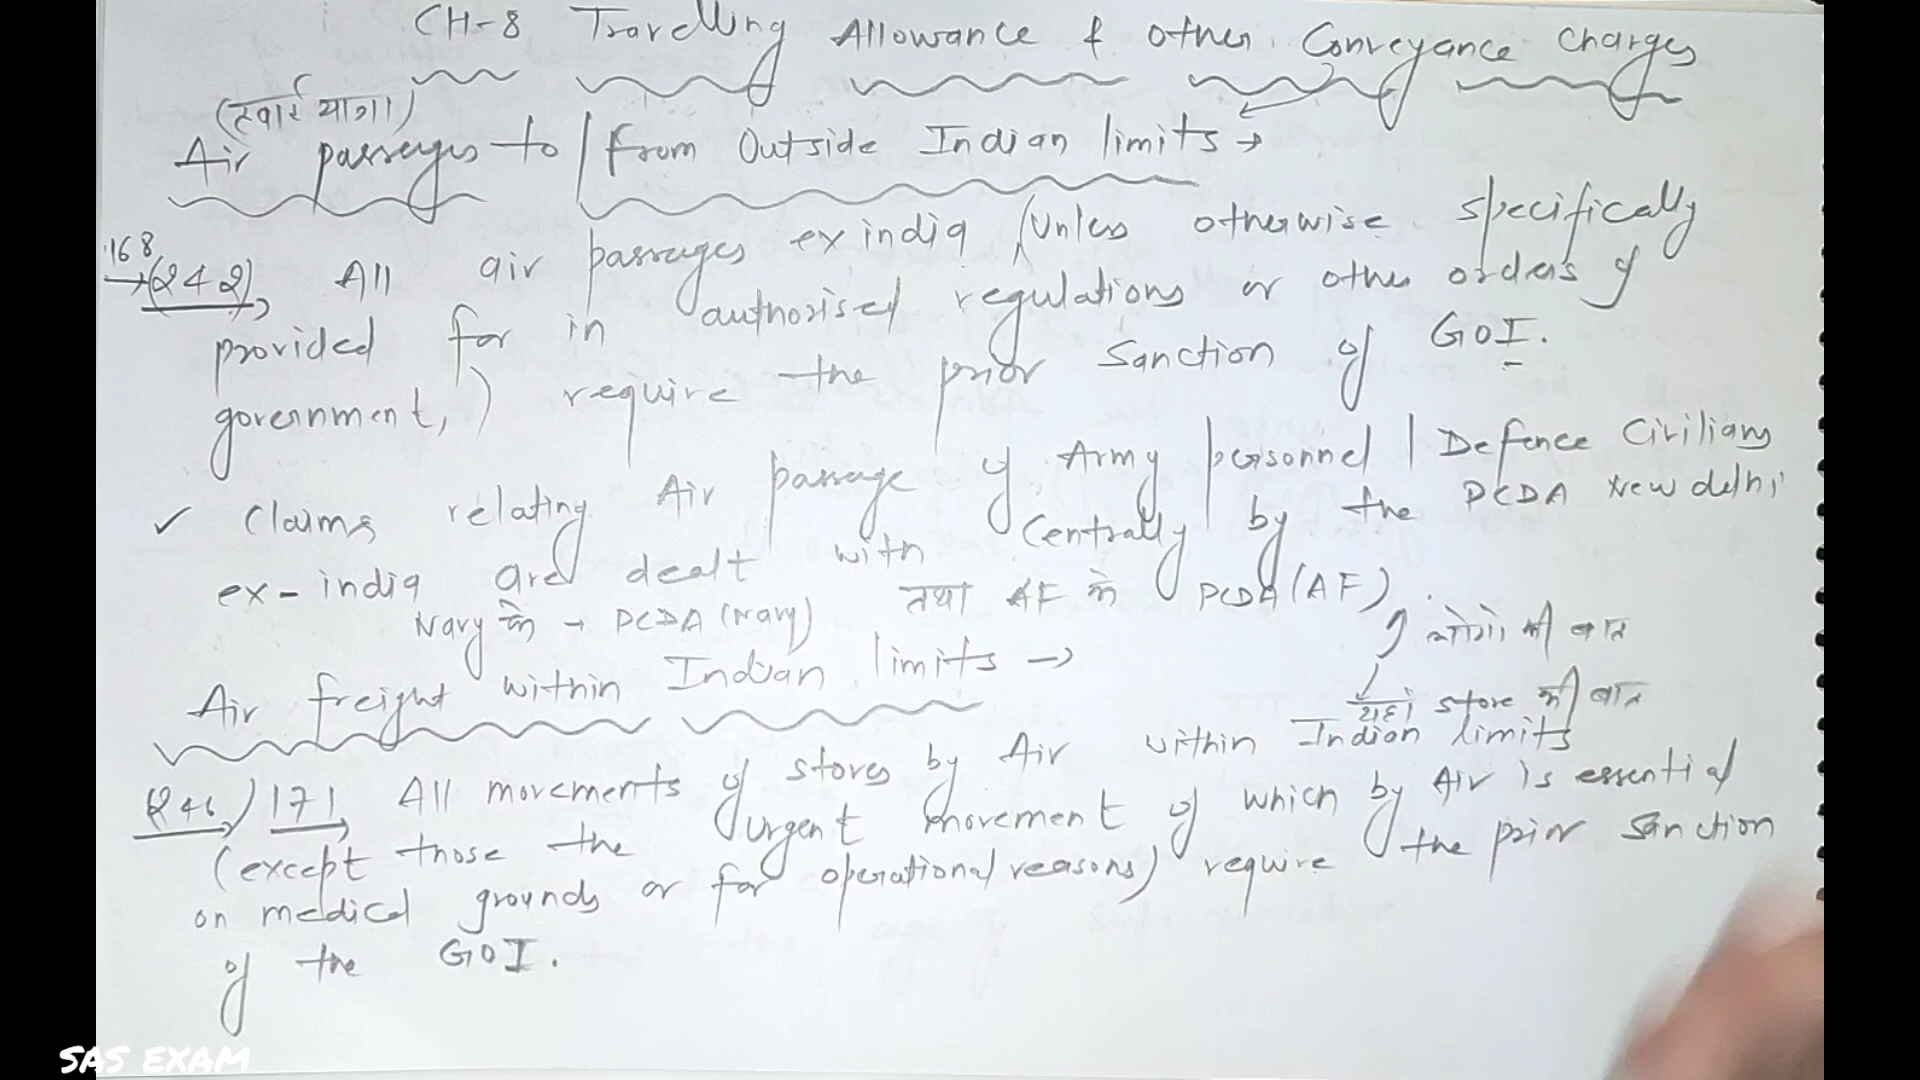 CH-8 Travelling Allowance & other Conveyance charges
(हवाई यात्रा)
Air passages to/from Outside Indian limits →
168
→(242), All air passages ex india (Unless otherwise specifically
provided for in authorised regulations or other orders of
government,) require the prior Sanction of GOI.
✓ Claims relating Air passage of Army personnel / Defence Civilians
ex-india are dealt with Centrally by the PCDA New delhi
Navy के → PCDA (Navy) तथा AF के PCDA (AF).
लोगो की बात
Air freight within Indian limits →
यहां store की बात
(246)/171, All movements of stores by Air within Indian limits
(except those the urgent movement of which by Air is essential
on medical grounds or for operational reasons) require the prior Sanction
of the GOI.
SAS EXAM